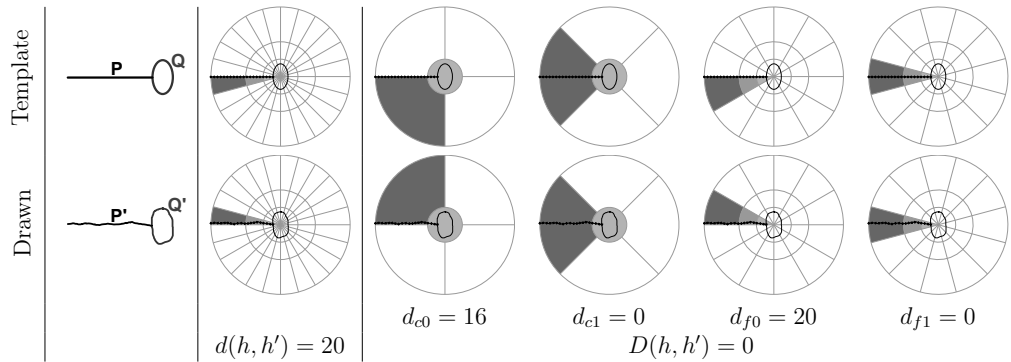 Template
P Q
Drawn
P' Q'
d_{c0} = 16 d_{c1} = 0 d_{f0} = 20 d_{f1} = 0
d(h, h') = 20 D(h, h') = 0